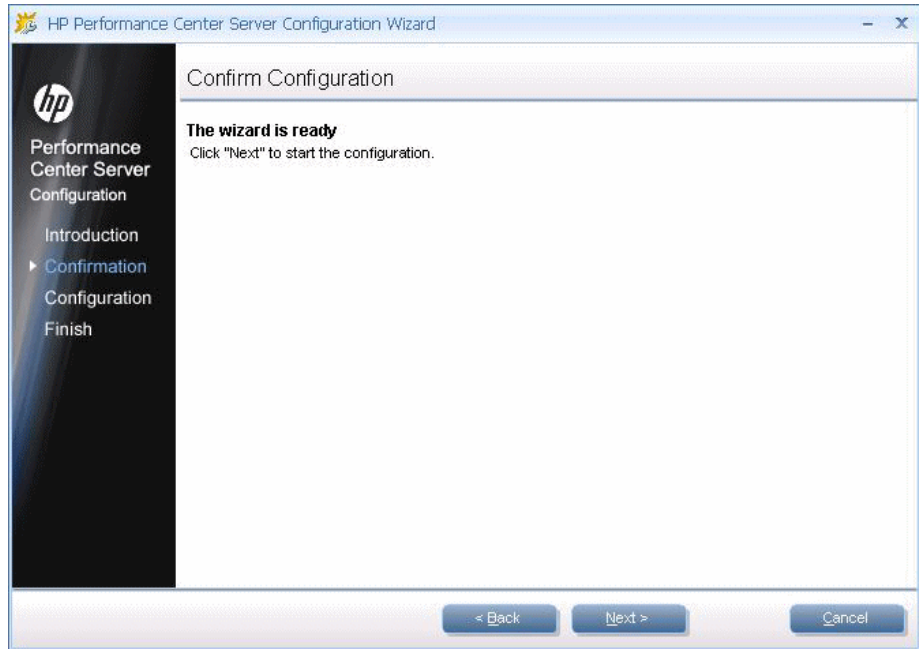 HP Performance Center Server Configuration Wizard
hp
Performance
Center Server
Configuration
Introduction
Confirmation
Configuration
Finish
Confirm Configuration
The wizard is ready
Click "Next" to start the configuration.
< Back
Next >
Cancel